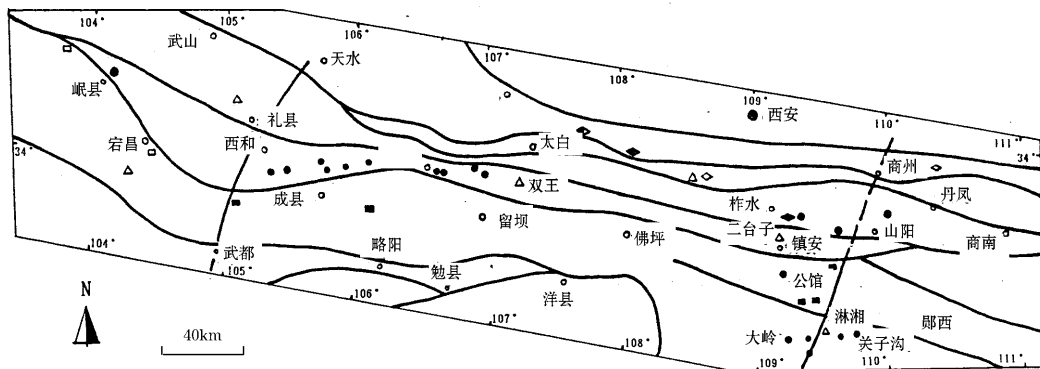 104°
105°
106°
107°
108°
109°
110°
111°
34°
34°
武山
天水
岷县
礼县
西安
宕昌
西和
太白
商州
双王
柞水
丹凤
成县
留坝
二台子
山阳
佛坪
镇安
商南
武都
略阳
勉县
公馆
洋县
淋湘
郧西
大岭
关子沟
104°
105°
106°
107°
108°
109°
110°
111°
N
40km